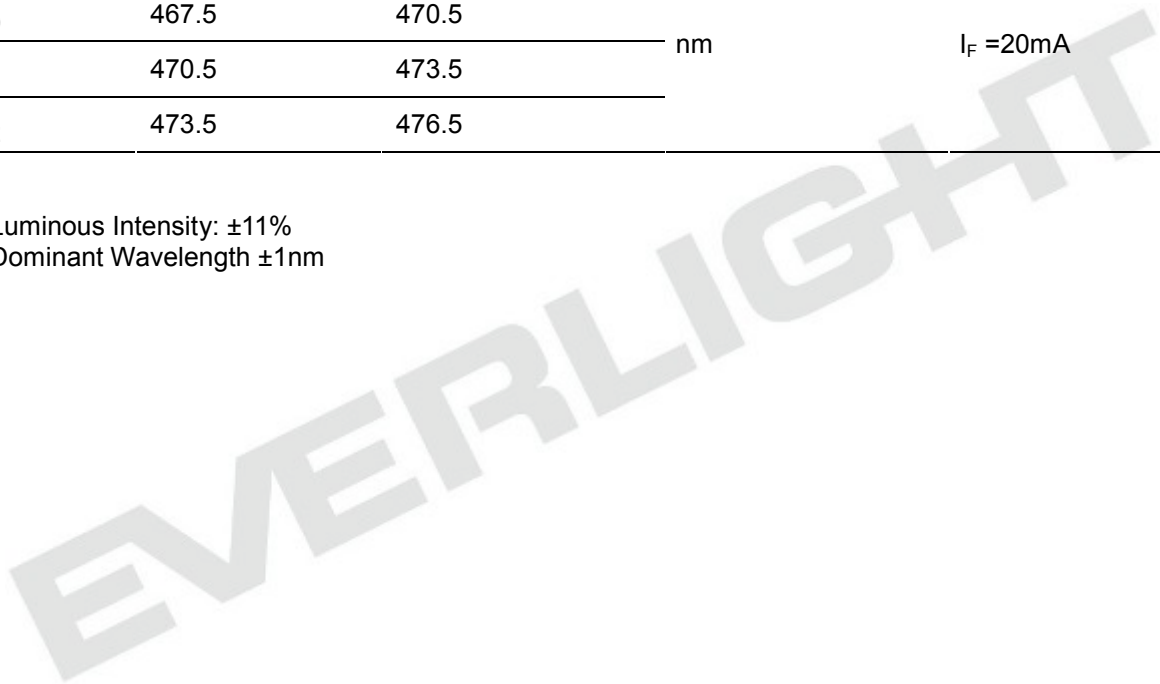 467.5 470.5
nm I_F =20mA
470.5 473.5
473.5 476.5
Luminous Intensity: ±11%
Dominant Wavelength ±1nm
EVERLIGHT